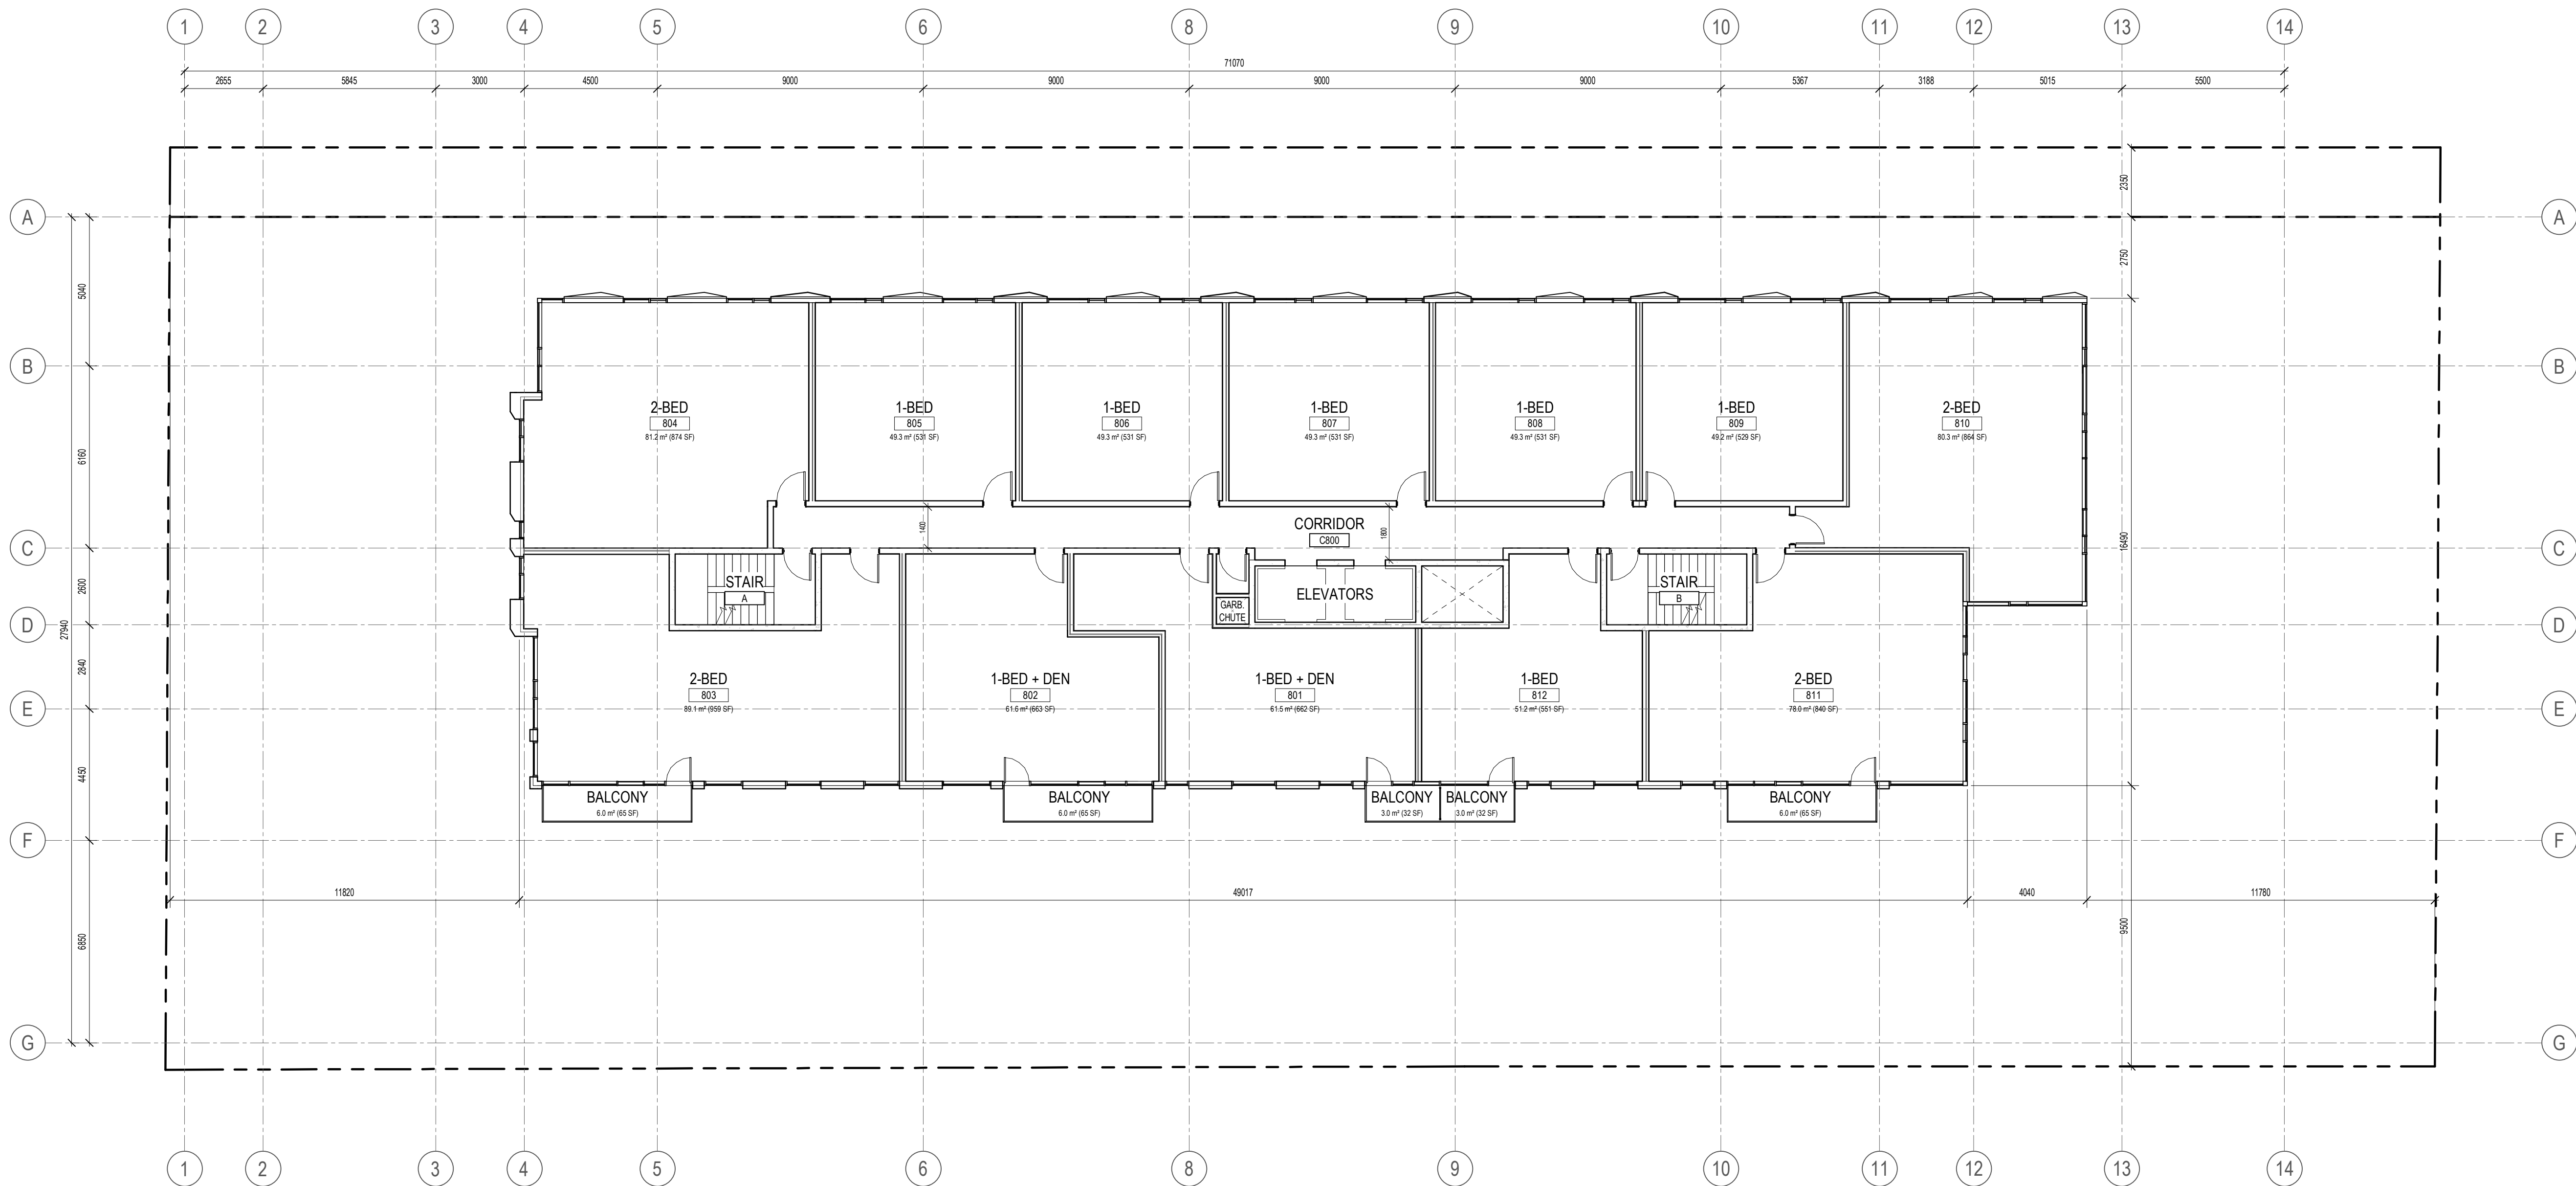 1 2 3 4 5 6 8 9 10 11 12 13 14
71070
2655 5845 3000 4500 9000 9000 9000 9000 5367 3188 5015 5500
2350
A A
2750
5040
B B
2-BED 1-BED 1-BED 1-BED 1-BED 1-BED 2-BED
804 805 806 807 808 809 810
81.2 m² (874 SF) 49.3 m² (531 SF) 49.3 m² (531 SF) 49.3 m² (531 SF) 49.3 m² (531 SF) 49.2 m² (529 SF) 80.3 m² (864 SF)
6160
CORRIDOR
1400 C800 1800
C C
16490
2600
STAIR ELEVATORS STAIR
A B
GARB.
CHUTE
D D
27940
2840
2-BED 1-BED + DEN 1-BED + DEN 1-BED 2-BED
803 802 801 812 811
89.1 m² (959 SF) 61.6 m² (663 SF) 61.5 m² (662 SF) 51.2 m² (551 SF) 78.0 m² (840 SF)
E E
4450
BALCONY BALCONY BALCONY BALCONY BALCONY
6.0 m² (65 SF) 6.0 m² (65 SF) 3.0 m² (32 SF) 3.0 m² (32 SF) 6.0 m² (65 SF)
F F
11820 49017 4040 11780
6850
9500
G G
1 2 3 4 5 6 8 9 10 11 12 13 14